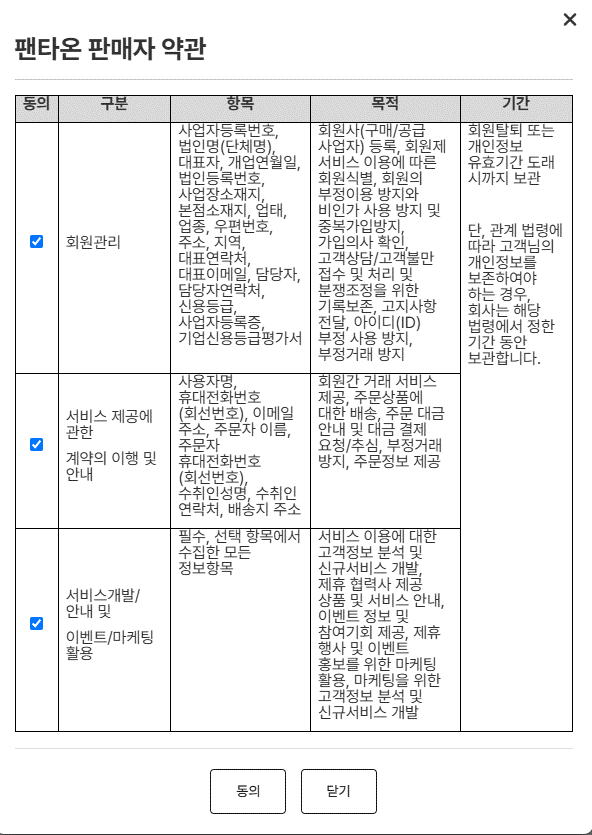 팬타온 판매자 약관
동의 구분 항목 목적 기간
회원관리
사업자등록번호,
법인명(단체명),
대표자, 개업연월일,
법인등록번호,
사업장소재지,
본점소재지, 업태,
업종, 우편번호,
주소, 지역,
대표연락처,
대표이메일, 담당자,
담당자연락처,
신용등급,
사업자등록증,
기업신용등급평가서
회원사(구매/공급
사업자) 등록, 회원제
서비스 이용에 따른
회원식별, 회원의
부정이용 방지와
비인가 사용 방지 및
중복가입방지,
가입의사 확인,
고객상담/고객불만
접수 및 처리 및
분쟁조정을 위한
기록보존, 고지사항
전달, 아이디(ID)
부정 사용 방지,
부정거래 방지
회원탈퇴 또는
개인정보
유효기간 도래
시까지 보관
단, 관계 법령에
따라 고객님의
개인정보를
보존하여야
하는 경우,
회사는 해당
법령에서 정한
기간 동안
보관합니다.
서비스 제공에
관한
계약의 이행 및
안내
사용자명,
휴대전화번호
(회선번호), 이메일
주소, 주문자 이름,
주문자
휴대전화번호
(회선번호),
수취인성명, 수취인
연락처, 배송지 주소
회원간 거래 서비스
제공, 주문상품에
대한 배송, 주문 대금
안내 및 대금 결제
요청/추심, 부정거래
방지, 주문정보 제공
서비스개발/
안내 및
이벤트/마케팅
활용
필수, 선택 항목에서
수집한 모든
정보항목
서비스 이용에 대한
고객정보 분석 및
신규서비스 개발,
제휴 협력사 제공
상품 및 서비스 안내,
이벤트 정보 및
참여기회 제공, 제휴
행사 및 이벤트
홍보를 위한 마케팅
활용, 마케팅을 위한
고객정보 분석 및
신규서비스 개발
동의
닫기